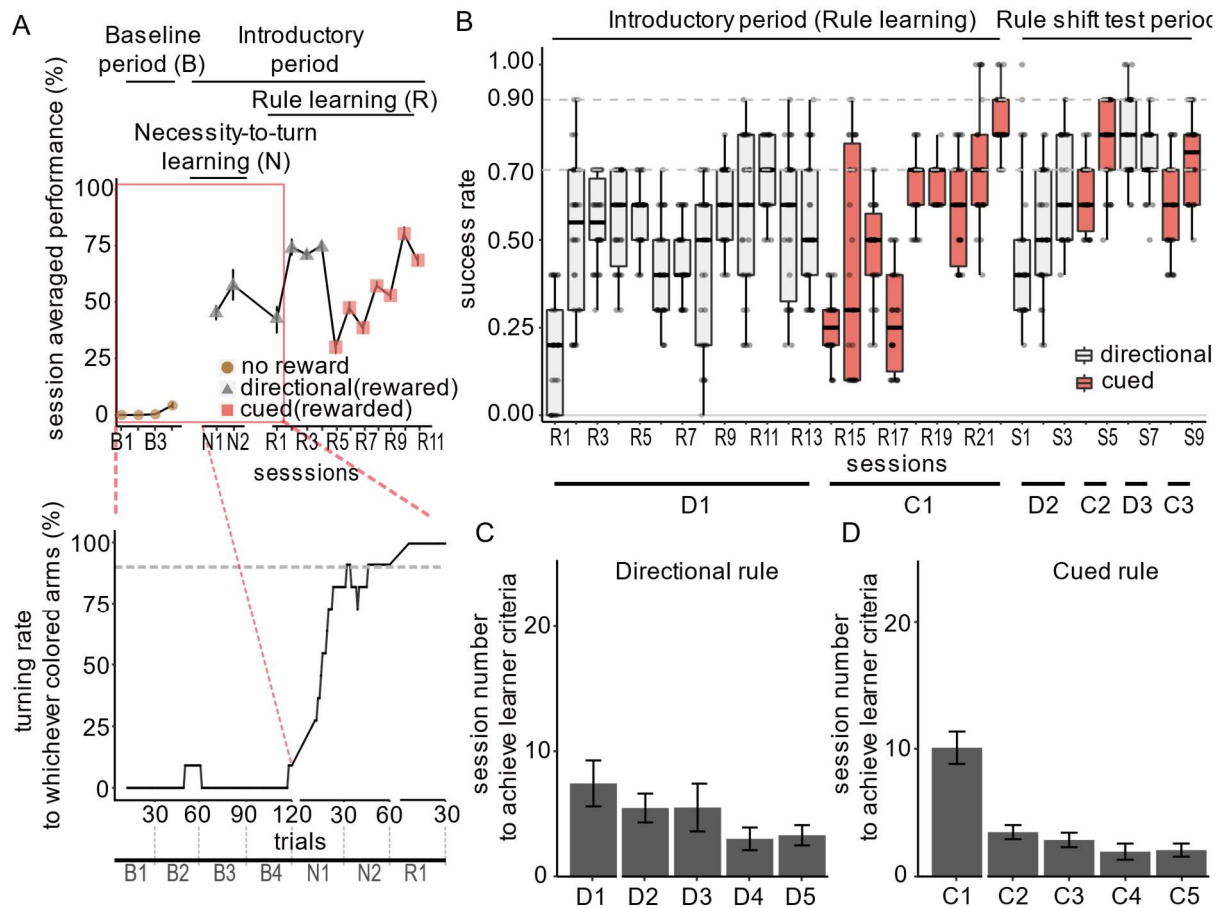 A
Baseline
period (B)
Introductory
period
Rule learning (R)
Necessity-to-turn
learning (N)
session averaged performance (%)
100
75
50
25
0
no reward
directional(rewared)
cued(rewarded)
B1 B3 N1 N2 R1 R3 R5 R7 R9 R11
sesssions
turning rate
to whichever colored arms (%)
100
75
50
25
0
30 60 90 120 30 60 30
trials
B1 B2 B3 B4 N1 N2 R1
B
Introductory period (Rule learning)
Rule shift test period
success rate
1.00
0.90
0.70
0.50
0.25
0.00
directional
cued
R1 R3 R5 R7 R9 R11 R13 R15 R17 R19 R21 S1 S3 S5 S7 S9
sessions
D1 C1 D2 C2 D3 C3
C
Directional rule
session number
to achieve learner criteria
20
10
0
D1 D2 D3 D4 D5
D
Cued rule
session number
to achieve learner criteria
20
10
0
C1 C2 C3 C4 C5